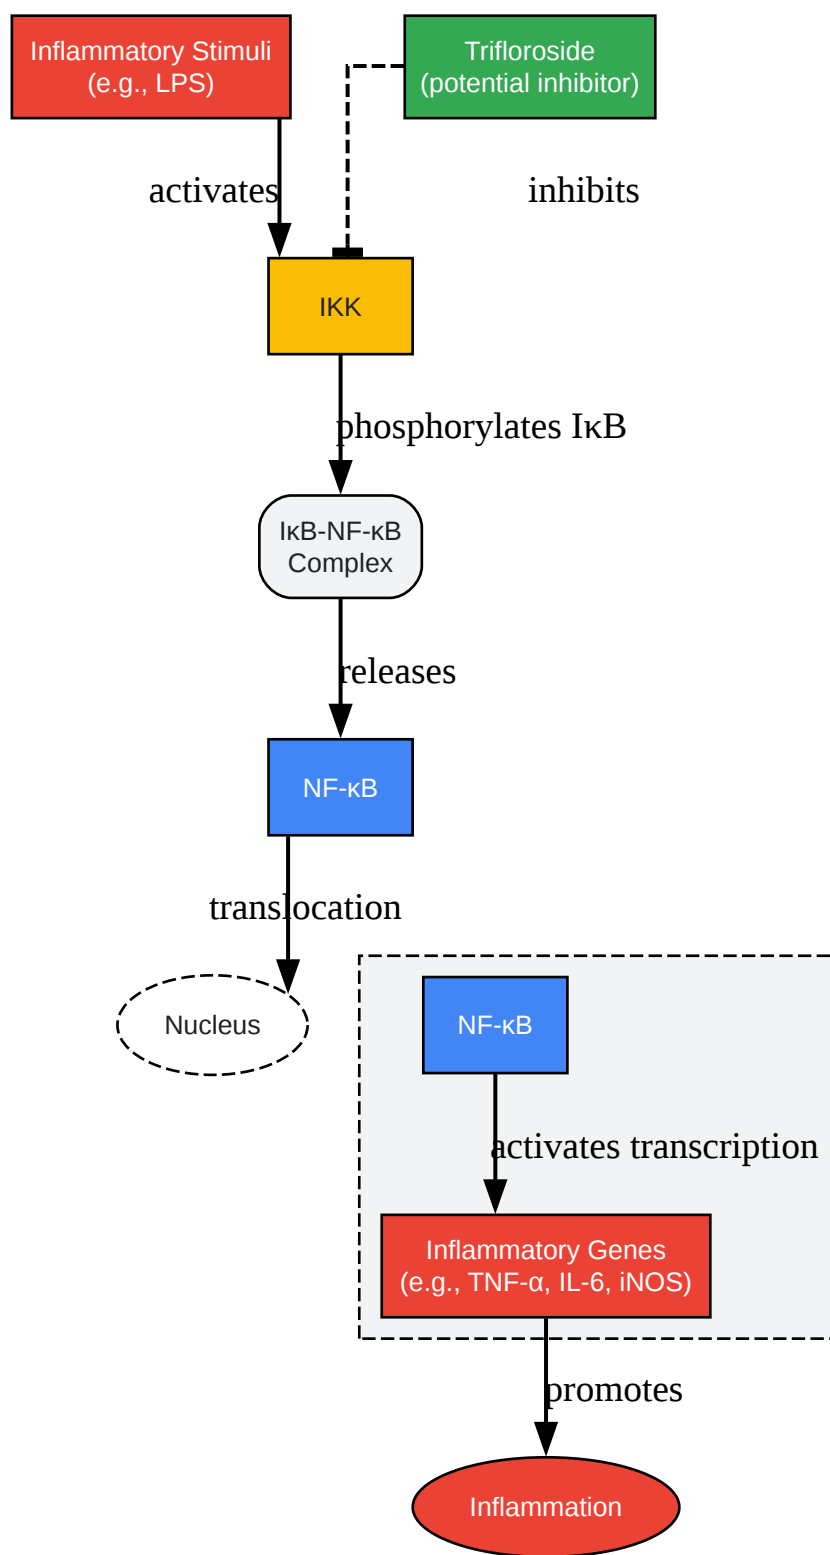 Inflammatory Stimuli
(e.g., LPS)
Trifloroside
(potential inhibitor)
activates
inhibits
IKK
phosphorylates IκB
IκB-NF-κB
Complex
releases
NF-κB
translocation
Nucleus
NF-κB
activates transcription
Inflammatory Genes
(e.g., TNF-α, IL-6, iNOS)
promotes
Inflammation